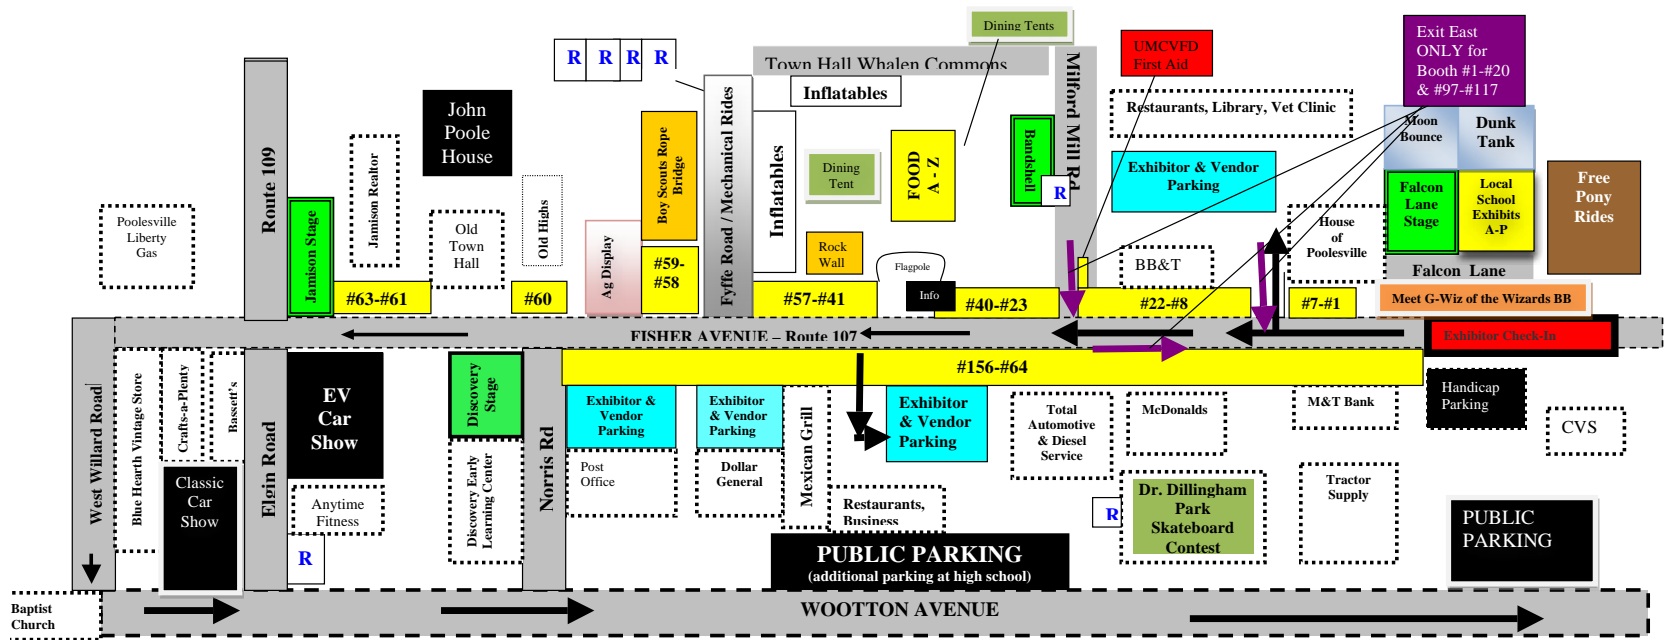 Dining Tents
Exit East
ONLY for
Booth #1-#20
& #97-#117
UMCVFD
First Aid
R R R R
Town Hall Whalen Commons
Milford Mill Rd
Inflatables
Restaurants, Library, Vet Clinic
Moon
Bounce
Dunk
Tank
Route 109
John
Poole
House
Jamison Realtor
Boy Scouts Rope
Bridge
Fyffe Road / Mechanical Rides
Inflatables
Dining
Tent
FOOD
A - Z
Bandshell
R
Exhibitor & Vendor
Parking
Falcon
Lane
Stage
Local
School
Exhibits
A-P
Free
Pony
Rides
Poolesville
Liberty
Gas
Jamison Stage
Old
Town
Hall
Old Highs
Ag Display
#59-
#58
Rock
Wall
Flagpole
Info
BB&T
House
of
Poolesville
Falcon Lane
#63-#61
#60
#57-#41
#40-#23
#22-#8
#7-#1
Meet G-Wiz of the Wizards BB
FISHER AVENUE – Route 107
Exhibitor Check-In
#156-#64
West Willard Road
Blue Hearth Vintage Store
Crafts-a-Plenty
Bassett's
Elgin Road
EV
Car
Show
Discovery
Stage
Norris Rd
Exhibitor &
Vendor
Parking
Exhibitor
& Vendor
Parking
Mexican Grill
Exhibitor
& Vendor
Parking
Total
Automotive
& Diesel
Service
McDonalds
M&T Bank
Handicap
Parking
CVS
Classic
Car
Show
Anytime
Fitness
R
Discovery Early
Learning Center
Post
Office
Dollar
General
Restaurants,
Business
R
Dr. Dillingham
Park
Skateboard
Contest
Tractor
Supply
PUBLIC
PARKING
PUBLIC PARKING
(additional parking at high school)
Baptist
Church
WOOTTON AVENUE